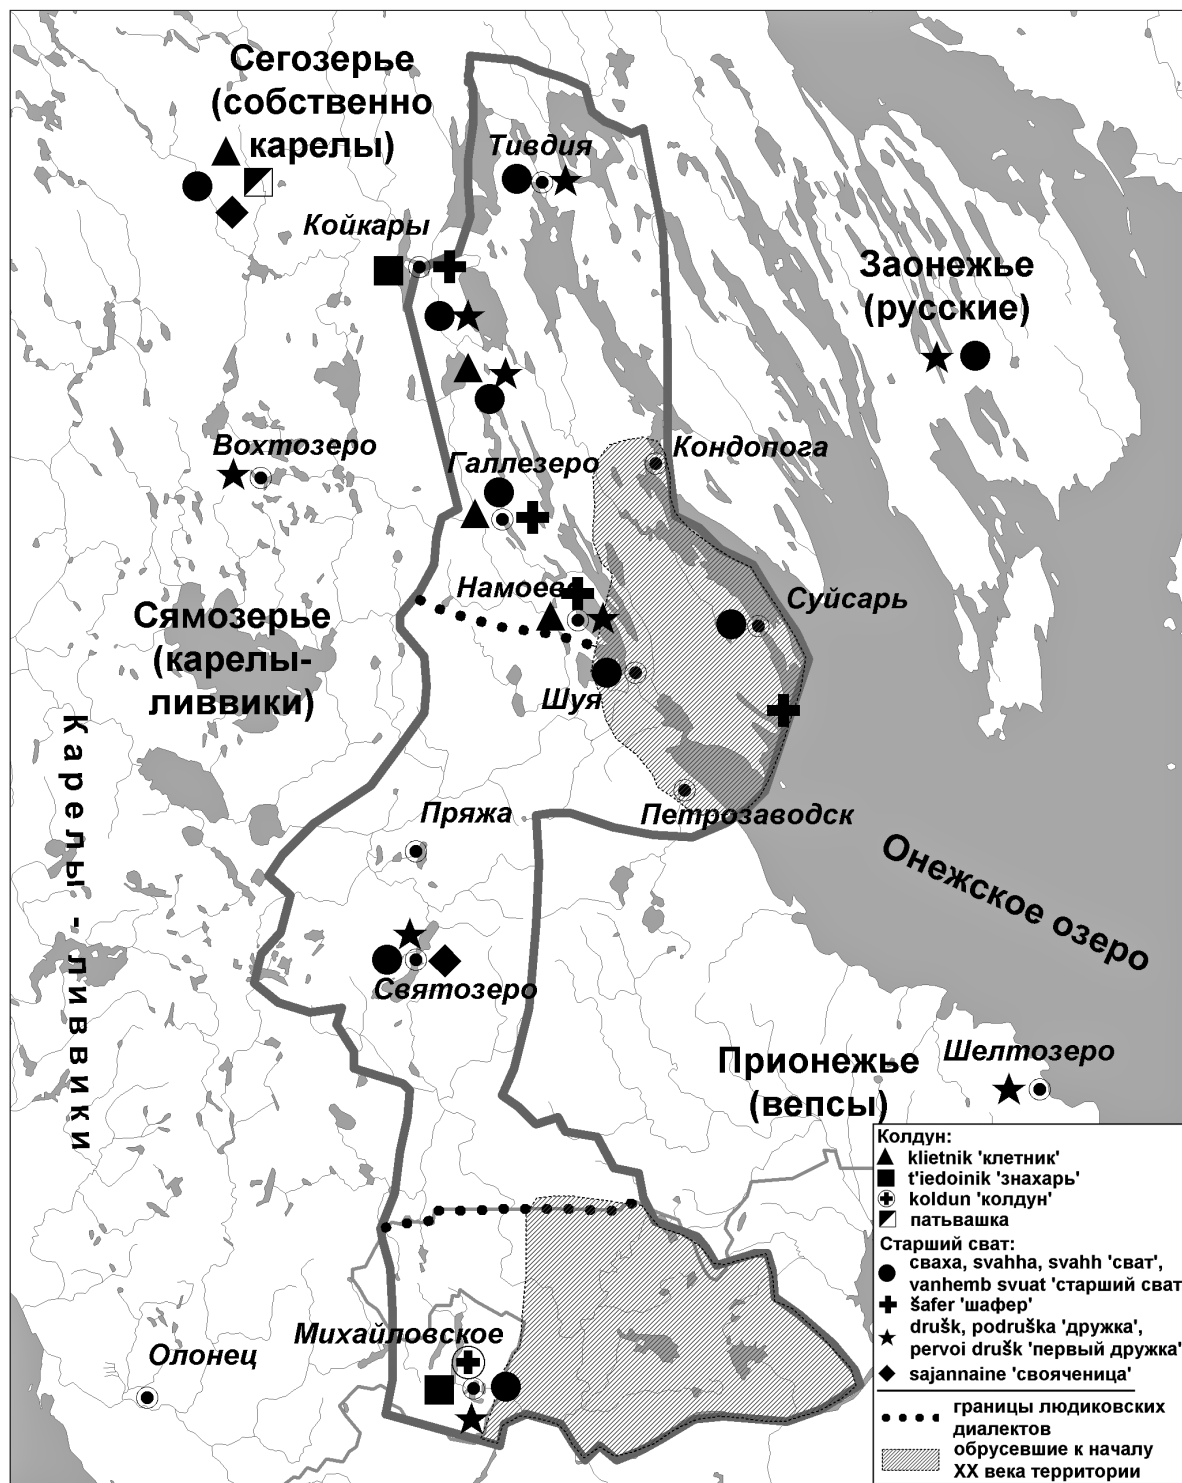 Сегозерье
(собственно
карелы)
Тивдия
Койкары
Заонежье
(русские)
Вохтозеро
Галлезеро
Кондопога
Намоево
Суйсарь
Сямозерье
(карелы-
ливвики)
Шуя
Карелы - ливвики
Пряжа
Петрозаводск
Онежское озеро
Святозеро
Прионежье
(вепсы)
Шелтозеро
Михайловское
Олонец
Колдун:
klietnik 'клетник'
t'iedoinik 'знахарь'
koldun 'колдун'
патьвашка
Старший сват:
сваха, svahha, svahh 'сват',
vanhemb svuat 'старший сват
šafer 'шафер'
drušk, podruška 'дружка',
pervoi drušk 'первый дружка'
sajannaine 'свояченица'
границы людиковских
диалектов
обрусевшие к началу
XX века территории